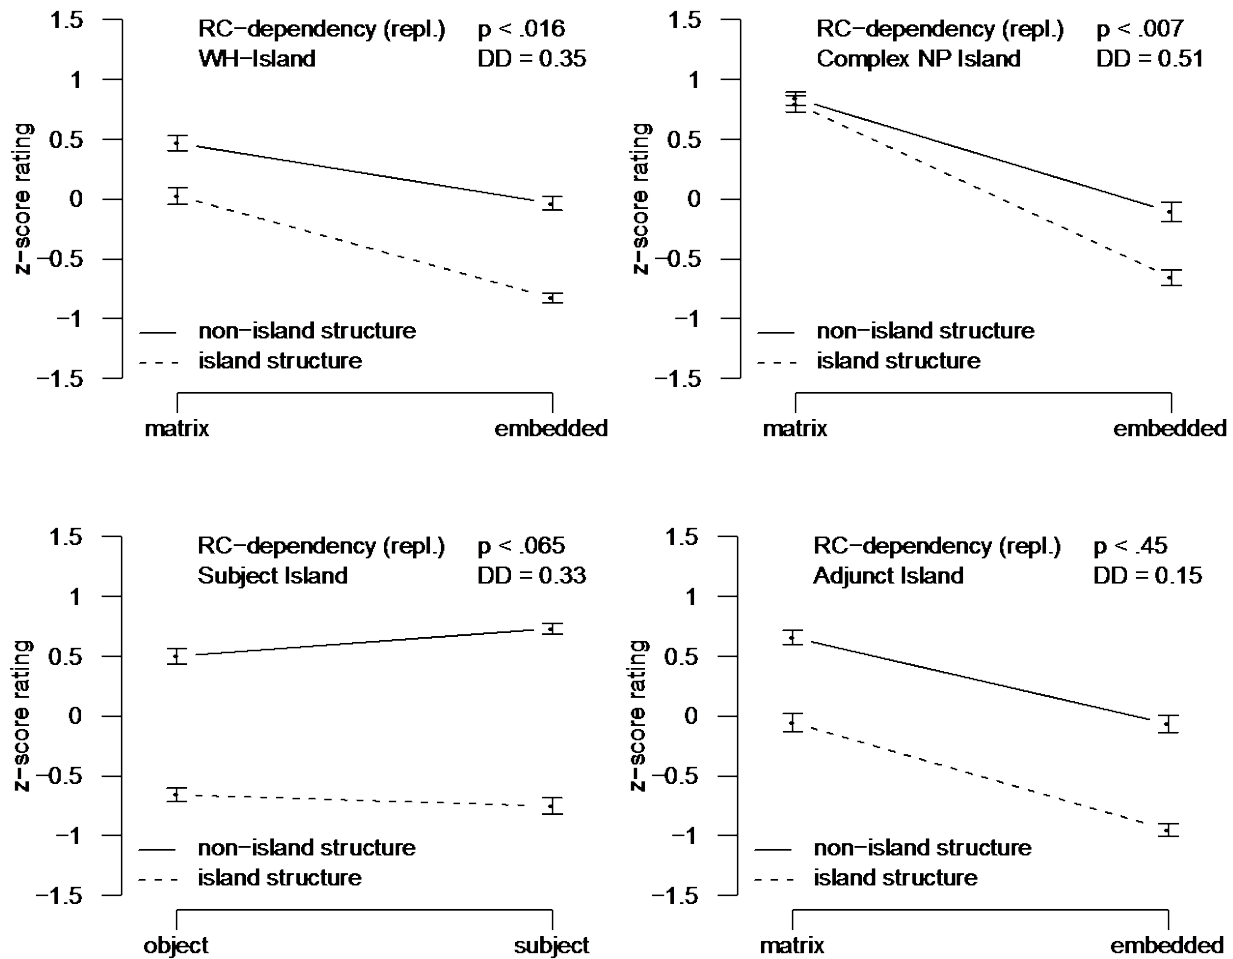 RC−dependency (repl.) p < .016
WH−Island DD = 0.35
1.5
1
0.5
0
−0.5
−1
−1.5
z−score rating
non−island structure
island structure
matrix embedded
RC−dependency (repl.) p < .007
Complex NP Island DD = 0.51
1.5
1
0.5
0
−0.5
−1
−1.5
z−score rating
non−island structure
island structure
matrix embedded
RC−dependency (repl.) p < .065
Subject Island DD = 0.33
1.5
1
0.5
0
−0.5
−1
−1.5
z−score rating
non−island structure
island structure
object subject
RC−dependency (repl.) p < .45
Adjunct Island DD = 0.15
1.5
1
0.5
0
−0.5
−1
−1.5
z−score rating
non−island structure
island structure
matrix embedded